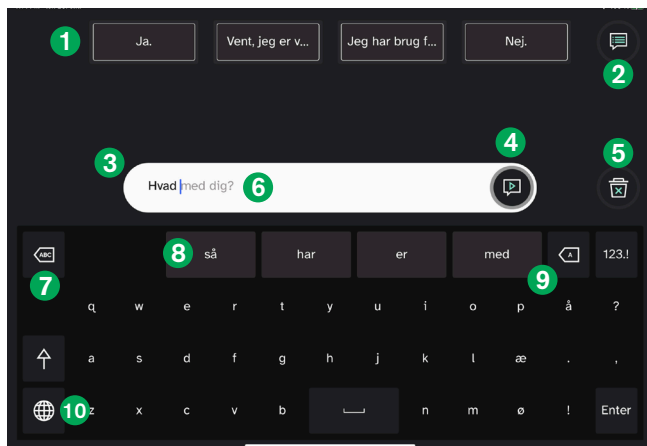 1 Ja. Vent, jeg er v... Jeg har brug f... Nej.
2
4
3 5
Hvad med dig? 6
ABC 8 så har er med A 123.!
7 9
q w e r t y u i o p å ?
a s d f g h j k l æ . ,
10 z x c v b n m ø ! Enter